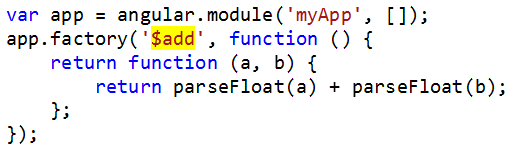 var app = angular.module('myApp', []);
app.factory('$add', function () {
    return function (a, b) {
        return parseFloat(a) + parseFloat(b);
    };
});